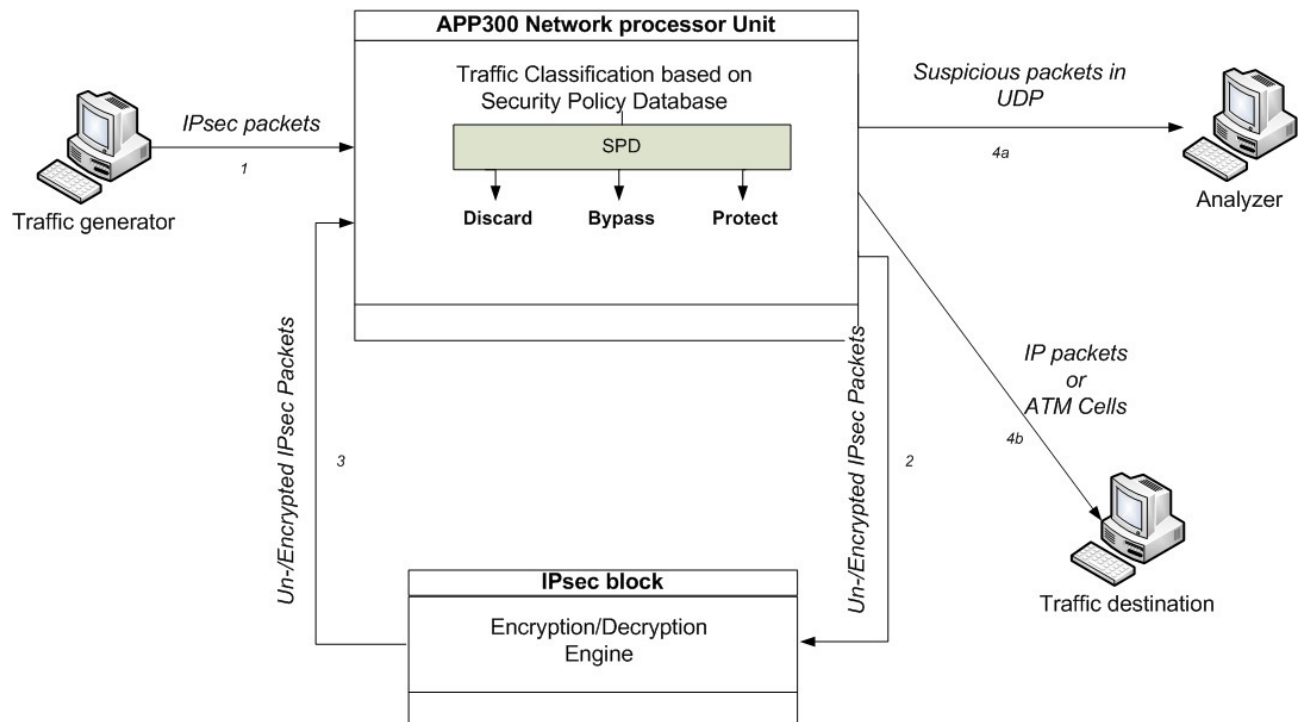 APP300 Network processor Unit
Traffic Classification based on
Security Policy Database
SPD
Discard
Bypass
Protect
IPsec packets
1
Traffic generator
Suspicious packets in
UDP
4a
Analyzer
Un-/Encrypted IPsec Packets
3
Un-/Encrypted IPsec Packets
2
IP packets
or
ATM Cells
4b
Traffic destination
IPsec block
Encryption/Decryption
Engine